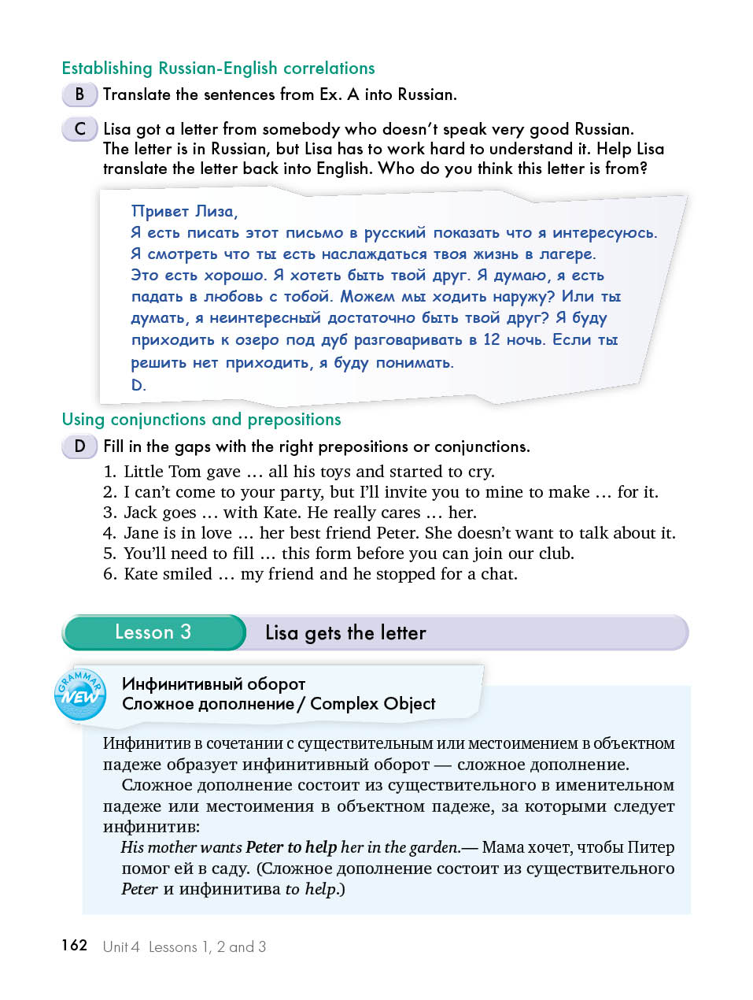 Establishing Russian-English correlations
B Translate the sentences from Ex. A into Russian.
C Lisa got a letter from somebody who doesn’t speak very good Russian.
The letter is in Russian, but Lisa has to work hard to understand it. Help Lisa
translate the letter back into English. Who do you think this letter is from?
Привет Лиза,
Я есть писать этот письмо в русский показать что я интересуюсь.
Я смотреть что ты есть наслаждаться твоя жизнь в лагере.
Это есть хорошо. Я хотеть быть твой друг. Я думаю, я есть
падать в любовь с тобой. Можем мы ходить наружу? Или ты
думать, я неинтересный достаточно быть твой друг? Я буду
приходить к озеро под дуб разговаривать в 12 ночь. Если ты
решить нет приходить, я буду понимать.
D.
Using conjunctions and prepositions
D Fill in the gaps with the right prepositions or conjunctions.
1. Little Tom gave … all his toys and started to cry.
2. I can’t come to your party, but I’ll invite you to mine to make … for it.
3. Jack goes … with Kate. He really cares … her.
4. Jane is in love … her best friend Peter. She doesn’t want to talk about it.
5. You’ll need to fill … this form before you can join our club.
6. Kate smiled … my friend and he stopped for a chat.
Lesson 3 Lisa gets the letter
GRAMMAR
NEW
Инфинитивный оборот
Сложное дополнение / Complex Object
Инфинитив в сочетании с существительным или местоимением в объектном
падеже образует инфинитивный оборот — сложное дополнение.
Сложное дополнение состоит из существительного в именительном
падеже или местоимения в объектном падеже, за которыми следует
инфинитив:
His mother wants Peter to help her in the garden.— Мама хочет, чтобы Питер
помог ей в саду. (Сложное дополнение состоит из существительного
Peter и инфинитива to help.)
162 Unit 4 Lessons 1, 2 and 3